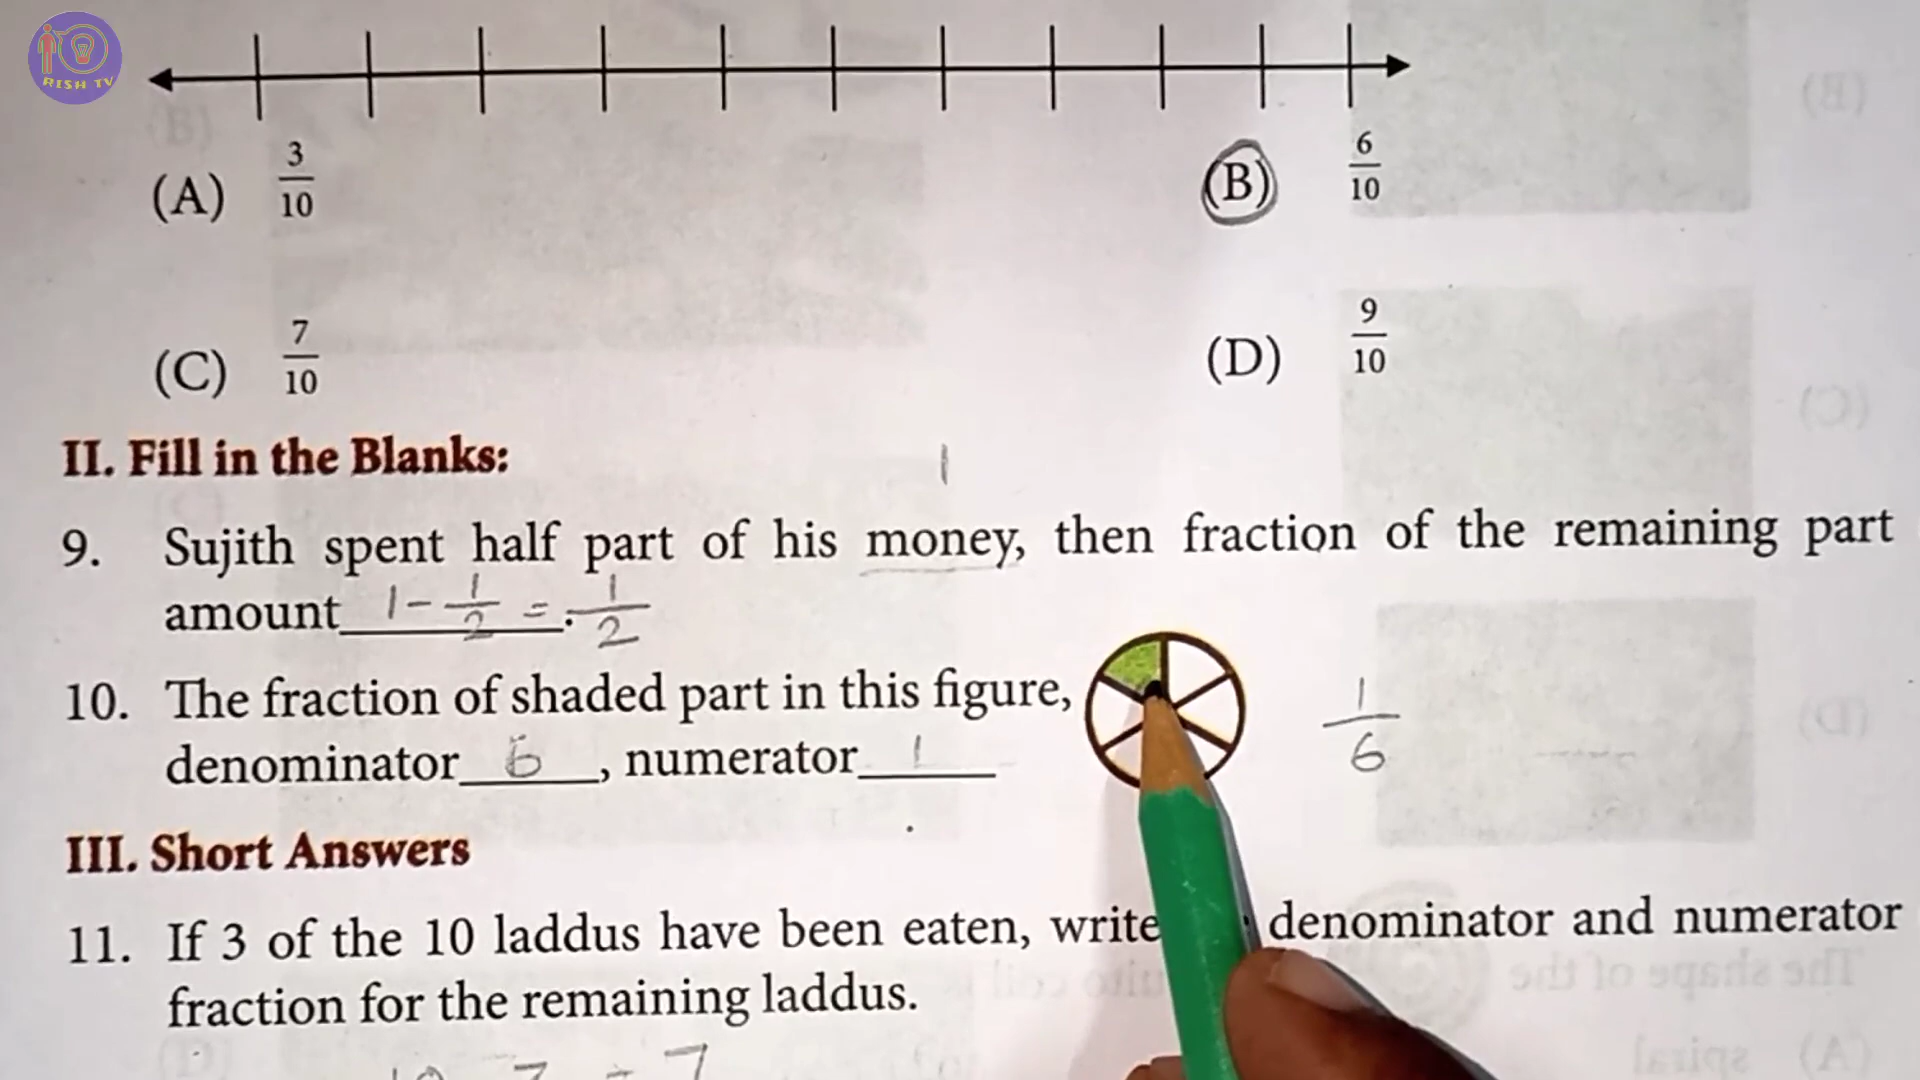 RISH TV
(A) 3/10 (B) 6/10
(C) 7/10 (D) 9/10
II. Fill in the Blanks:
1
9. Sujith spent half part of his money, then fraction of the remaining part
amount 1 - 1/2 = 1/2
10. The fraction of shaded part in this figure, 1/6
denominator 6, numerator 1
III. Short Answers
11. If 3 of the 10 laddus have been eaten, write denominator and numerator
fraction for the remaining laddus.
= 7